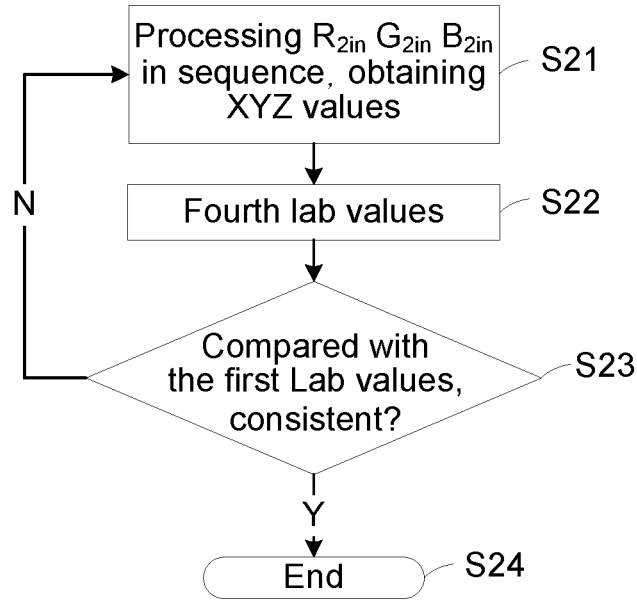 Processing R2in G2in B2in
in sequence, obtaining
XYZ values
S21
Fourth lab values
S22
N
Compared with
the first Lab values,
consistent?
S23
Y
End
S24